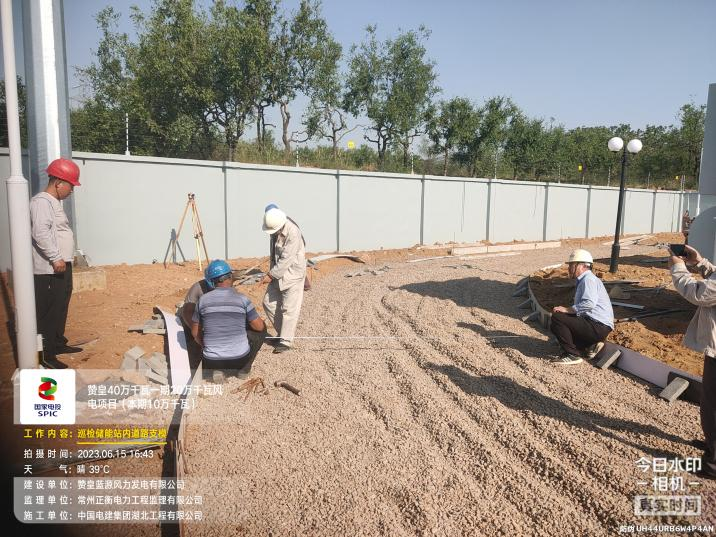 国家电投
SPIC
赞皇40万千瓦一期20万千瓦风
电项目（本期10万千瓦）
工作内容：巡检储能站内道路支模
拍摄时间：2023.06.15 16:43
天气：晴 39℃
建设单位：赞皇蓝源风力发电有限公司
监理单位：常州正衡电力工程监理有限公司
施工单位：中国电建集团湖北工程有限公司
今日水印
相机
真实时间
防伪 UH44URB6W4P4AN